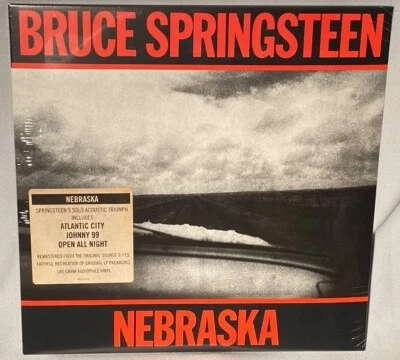 BRUCE SPRINGSTEEN
NEBRASKA
SPRINGSTEEN'S SOLO ACOUSTIC TRIUMPH
INCLUDES:
ATLANTIC CITY
JOHNNY 99
OPEN ALL NIGHT
REMASTERED FROM THE ORIGINAL SOURCE TAPES
FAITHFUL RECREATION OF ORIGINAL LP PACKAGING
180 GRAM AUDIOPHILE VINYL
NEBRASKA